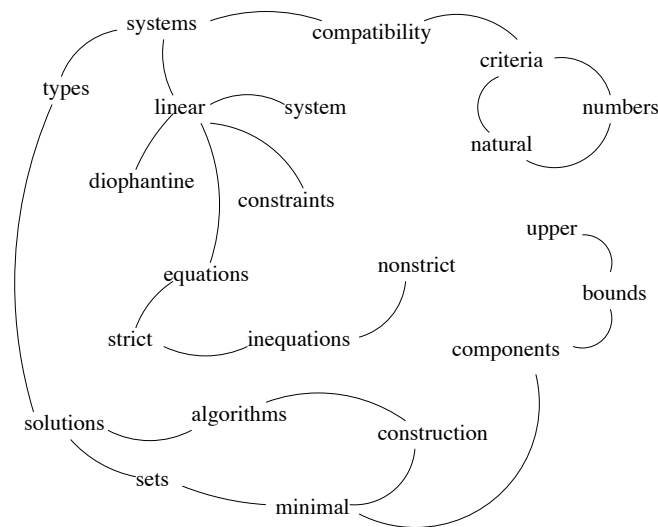 systems
compatibility
criteria
types
linear
system
numbers
natural
diophantine
constraints
upper
equations
nonstrict
bounds
strict
inequations
components
algorithms
solutions
construction
sets
minimal